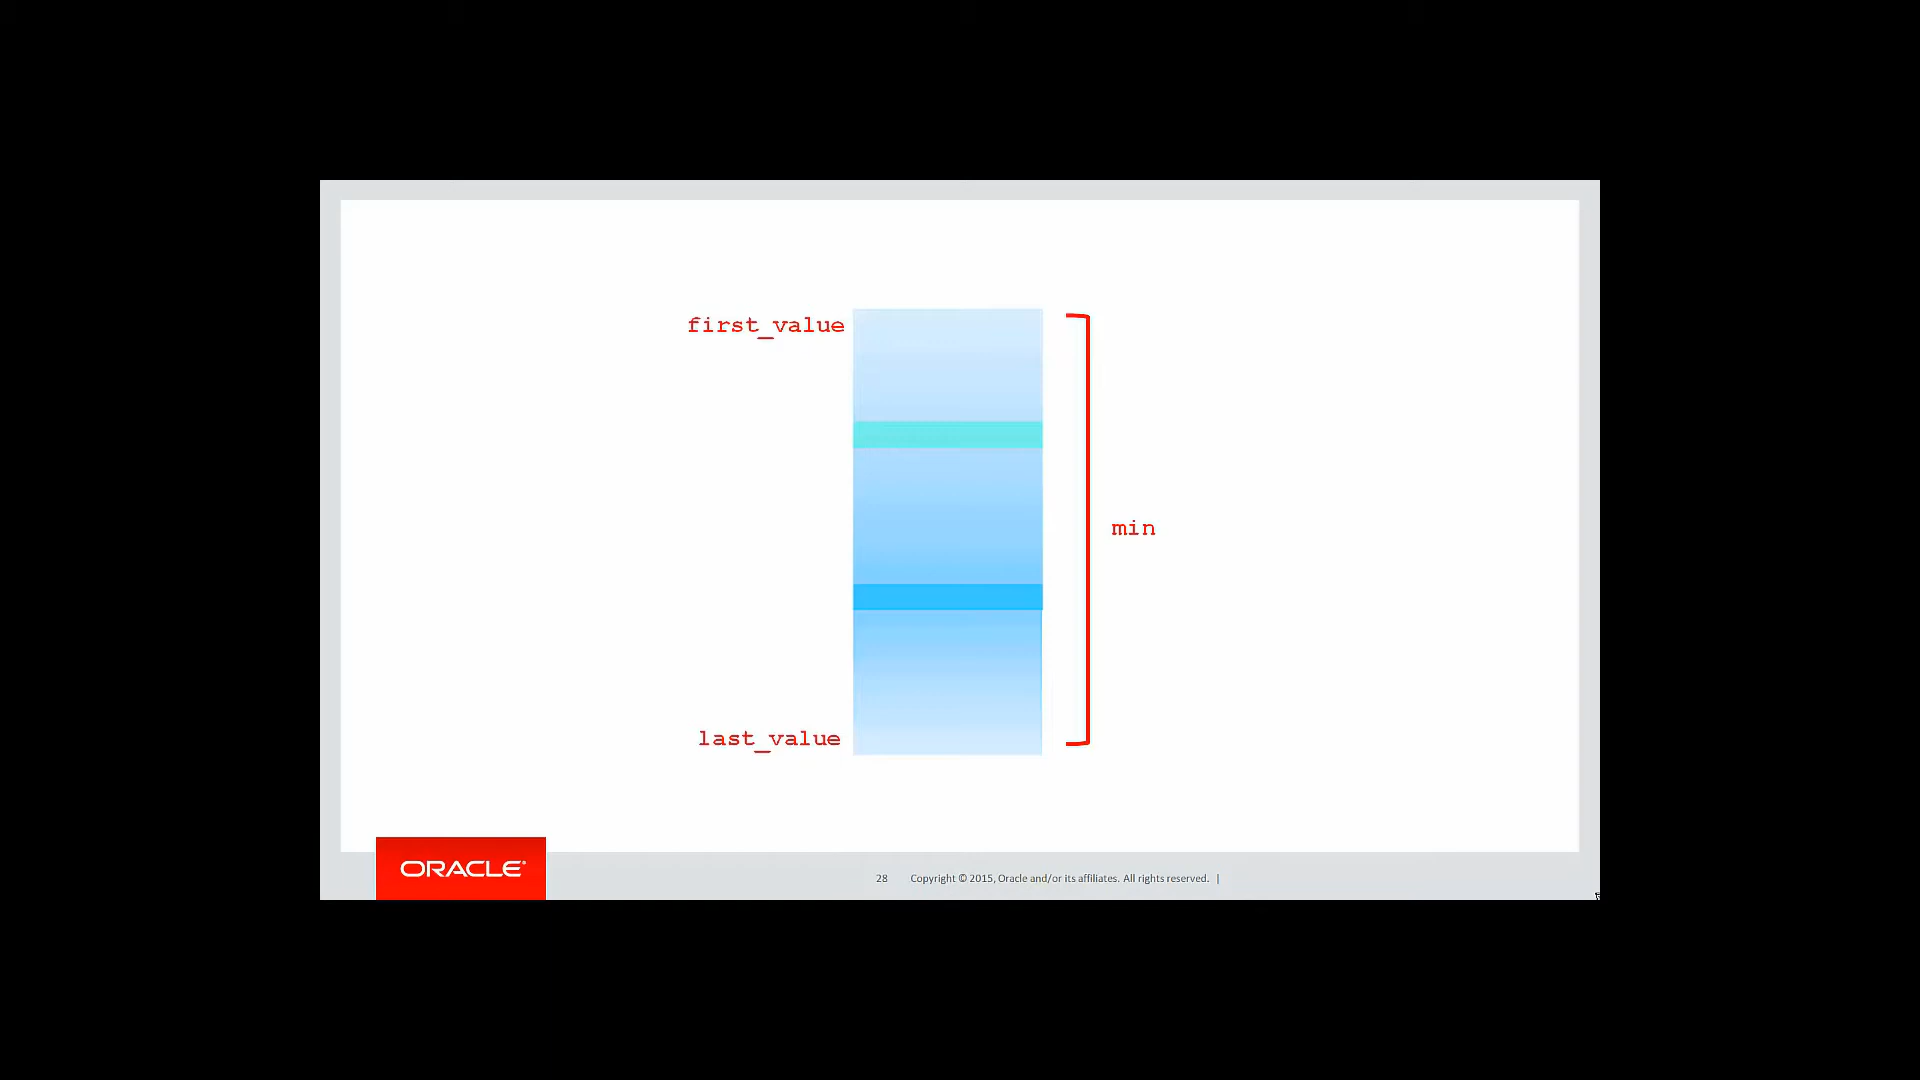 first_value
min
last_value
ORACLE®
28 Copyright © 2015, Oracle and/or its affiliates. All rights reserved. |